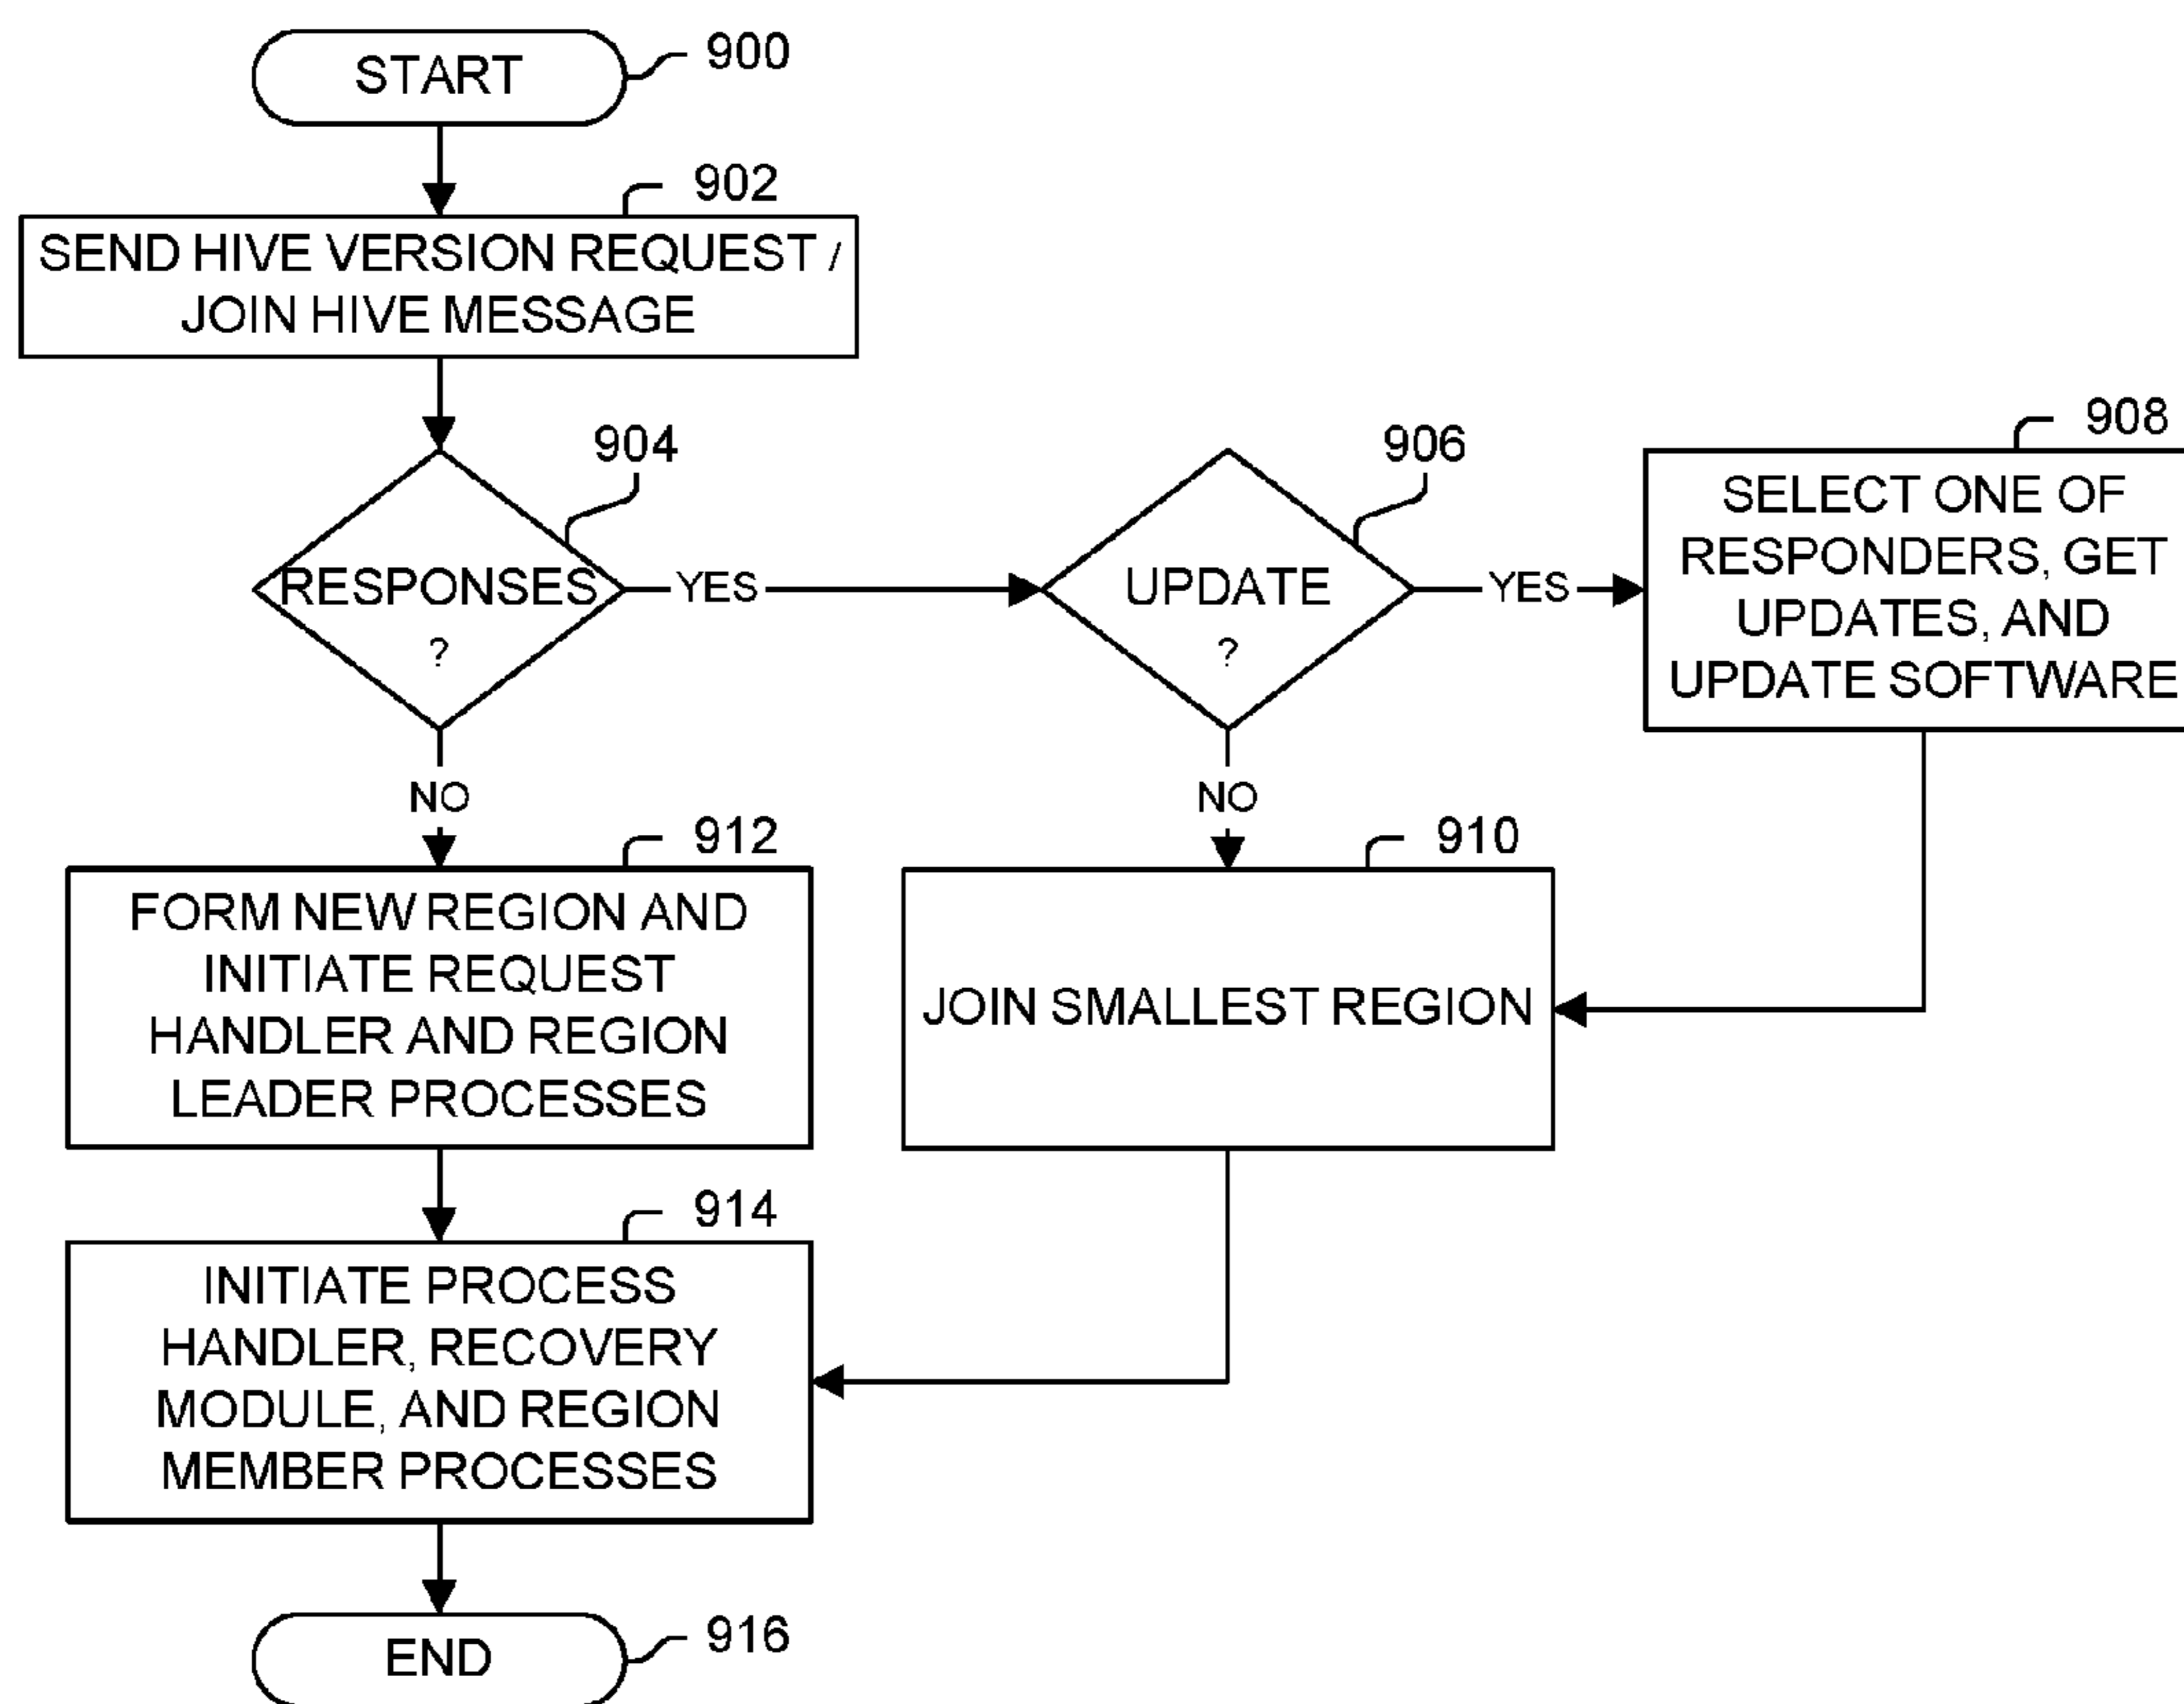 START
900
902
SEND HIVE VERSION REQUEST /
JOIN HIVE MESSAGE
904
RESPONSES
?
YES
906
UPDATE
?
YES
908
SELECT ONE OF
RESPONDERS, GET
UPDATES, AND
UPDATE SOFTWARE
NO
NO
912
FORM NEW REGION AND
INITIATE REQUEST
HANDLER AND REGION
LEADER PROCESSES
910
JOIN SMALLEST REGION
914
INITIATE PROCESS
HANDLER, RECOVERY
MODULE, AND REGION
MEMBER PROCESSES
END
916